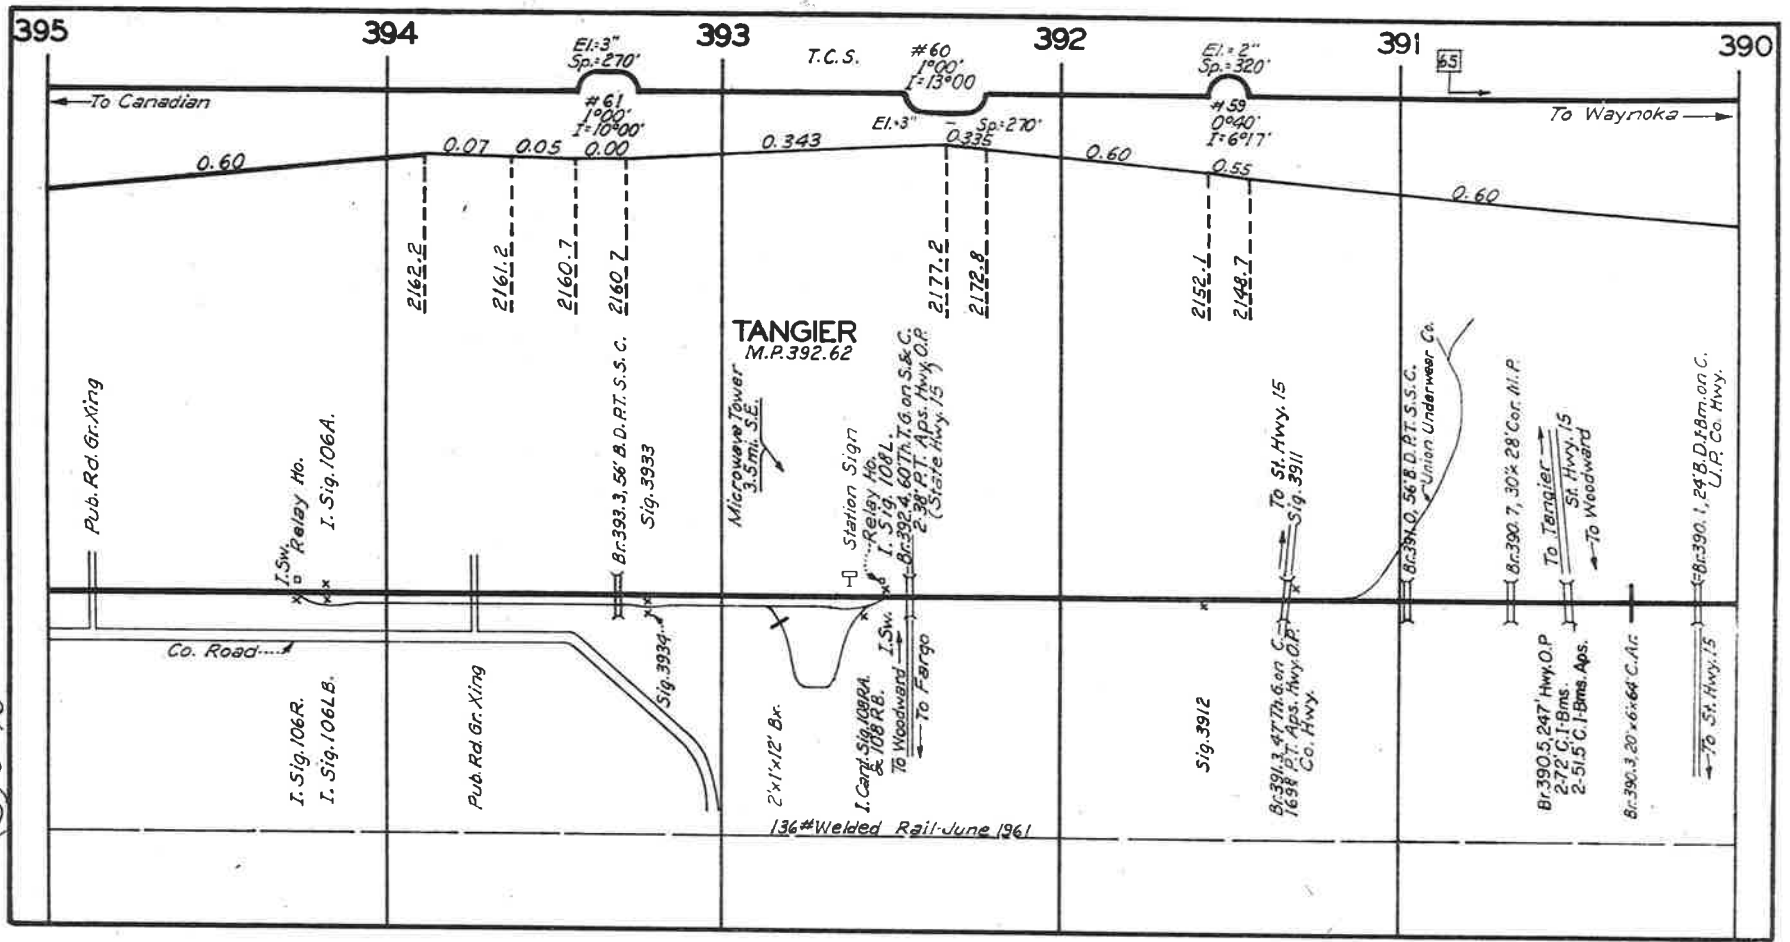 395
394
393
392
391
390
El.=3"
Sp.=270'
T.C.S.
#60
1°00'
I=13°00
El.=2"
Sp.=320'
65
To Canadian
#61
1°00'
I=10°00'
El.=3"
Sp.=270'
#59
0°40'
I=6°17'
To Waynoka
0.60
0.07
0.05
0.00
0.343
0.335
0.60
0.55
0.60
2162.2
2161.2
2160.7
2160.7
2177.2
2172.8
2152.1
2148.7
TANGIER
M.P.392.62
Pub. Rd. Gr. Xing
I.Sw.
Relay Ho.
I. Sig. 106A.
Br.393.3, 56' B.D.P.T.S.S.C.
Sig. 3933
Microwave Tower
3.5 mi. S.E.
Station Sign
Relay Ho.
I. Sig. 108L.
Br.392.4, 60' Th.T.G. on S.&C.
2-38' P.T. Aps. Hwy. O.P.
(State Hwy. 15)
To St. Hwy. 15
Sig. 3911
Br.391.0, 56' B.D.P.T.S.S.C.
Union Underwear Co.
Br.390.7, 30"x 28' Cor. M.P.
To Tangier
St. Hwy. 15
To Woodward
Br.390.1, 24' B.D.I-Bm. on C.
U.P. Co. Hwy.
Co. Road
I. Sig. 106R.
I. Sig. 106LB.
Pub. Rd. Gr. Xing
Sig. 3934
2'x1'x12' Bx.
I. Cant. Sig. 108RA
& 108 RB.
I.Sw.
To Woodward
To Fargo
Sig. 3912
Br.391.3, 47' Th.G. on C.
P.T. Aps. Hwy. O.P.
Co. Hwy.
Br.390.5, 247' Hwy. O.P
2-72' C.I-Bms.
2-51.5' C.I-Bms. Aps.
Br.390.3, 20'x6'x64' C.Ar.
To St. Hwy. 15
136# Welded Rail-June 1961